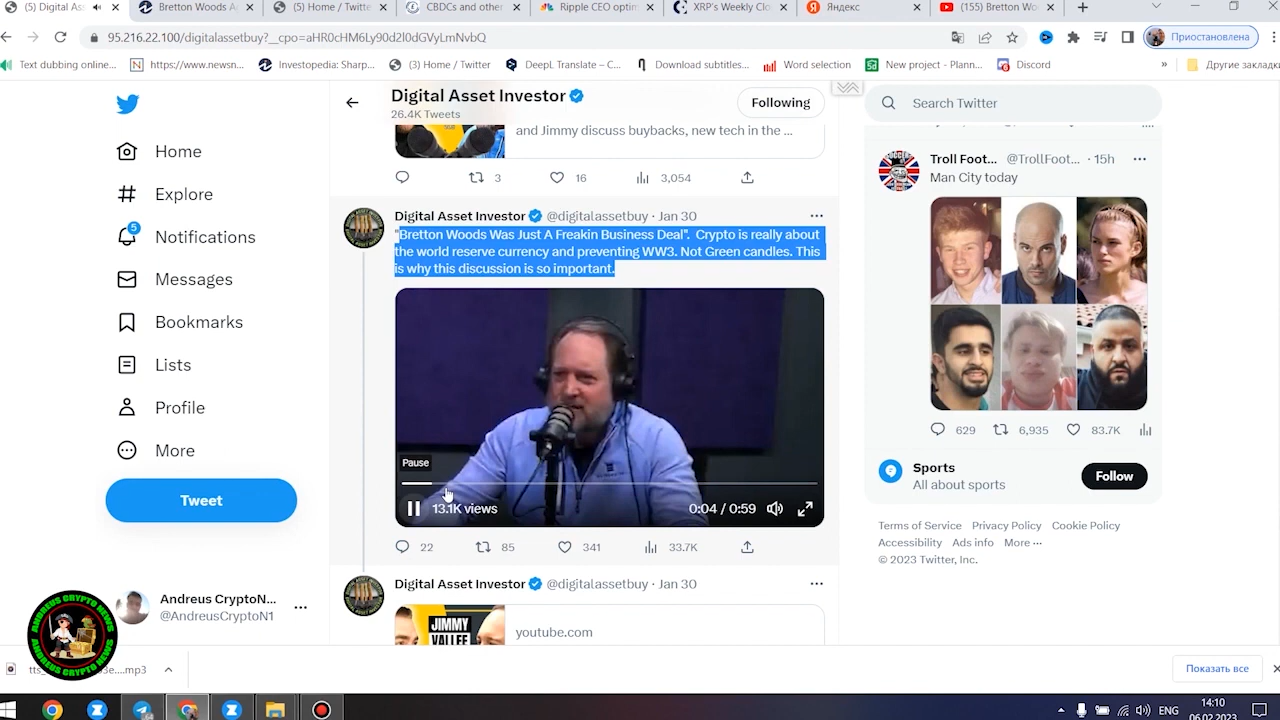 (5) Digital As
Bretton Woods A
(5) Home / Twitte
CBDCs and other
Ripple CEO optim
XRP's Weekly Clo
Яндекс
(155) Bretton Wo
95.216.22.100/digitalassetbuy?__cpo=aHR0cHM6Ly90d2l0dGVyLmNvbQ
Приостановлена
Text dubbing online...
https://www.newsn...
Investopedia: Sharp...
(3) Home / Twitter
DeepL Translate – C...
Download subtitles...
Word selection
New project - Plann...
Discord
»
Другие закладки
Digital Asset Investor
26.4K Tweets
Following
Search Twitter
Home
Explore
5
Notifications
Messages
Bookmarks
Lists
Profile
More
Tweet
Andreus CryptoN...
@AndreusCryptoN1
and Jimmy discuss buybacks, new tech in the ...
3
16
3,054
Digital Asset Investor @digitalassetbuy · Jan 30
"Bretton Woods Was Just A Freakin Business Deal".  Crypto is really about
the world reserve currency and preventing WW3. Not Green candles. This
is why this discussion is so important.
Pause
13.1K views
0:04 / 0:59
22
85
341
33.7K
Digital Asset Investor @digitalassetbuy · Jan 30
JIMMY
VALLEE
youtube.com
Troll Foot... @TrollFoot... · 15h
Man City today
629
6,935
83.7K
Sports
All about sports
Follow
Terms of Service Privacy Policy Cookie Policy
Accessibility Ads info More ···
© 2023 Twitter, Inc.
ANDREUS CRYPTO NEWS
ANDREUS CRYPTO NEWS
Показать все
ENG
14:10
06.02.2023